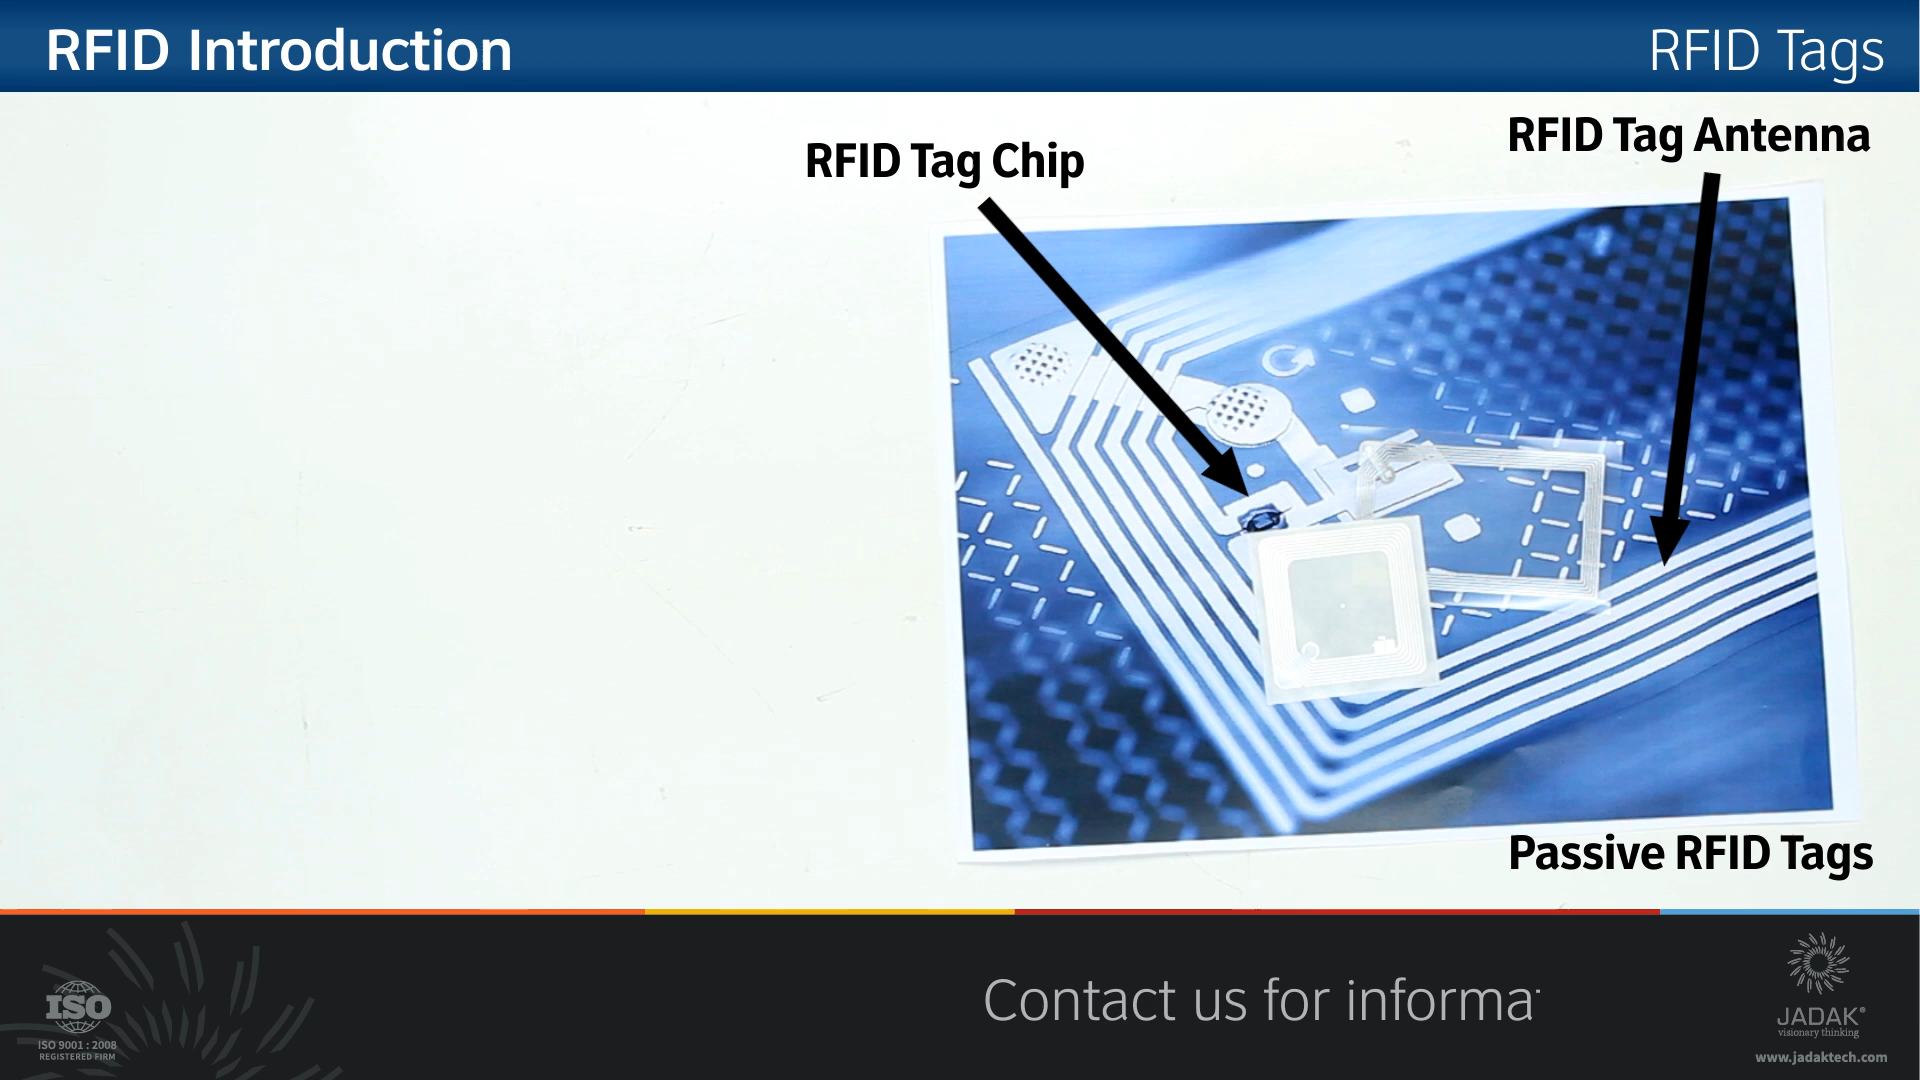 RFID Introduction
RFID Tags
RFID Tag Chip
RFID Tag Antenna
Passive RFID Tags
Contact us for informa
ISO
ISO 9001 : 2008
REGISTERED FIRM
JADAK®
visionary thinking
www.jadaktech.com